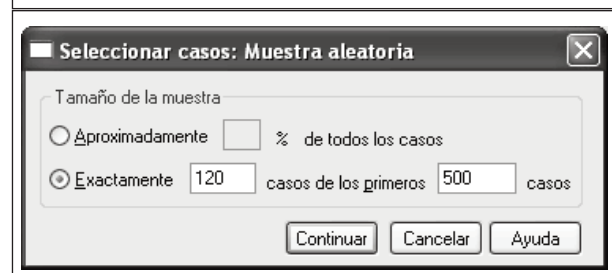 Seleccionar casos: Muestra aleatoria
Tamaño de la muestra
Aproximadamente % de todos los casos
Exactamente 120 casos de los primeros 500 casos
Continuar Cancelar Ayuda